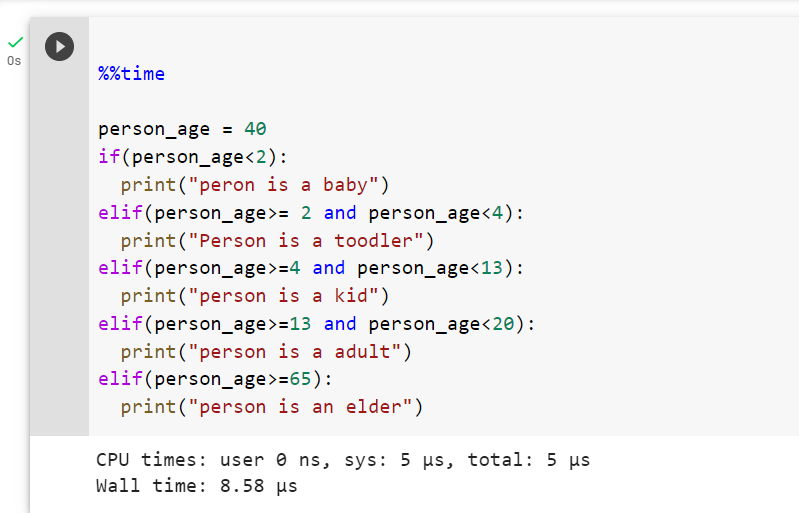 %%time
0s
person_age = 40
if(person_age<2):
  print("peron is a baby")
elif(person_age>= 2 and person_age<4):
  print("Person is a toodler")
elif(person_age>=4 and person_age<13):
  print("person is a kid")
elif(person_age>=13 and person_age<20):
  print("person is a adult")
elif(person_age>=65):
  print("person is an elder")
CPU times: user 0 ns, sys: 5 µs, total: 5 µs
Wall time: 8.58 µs